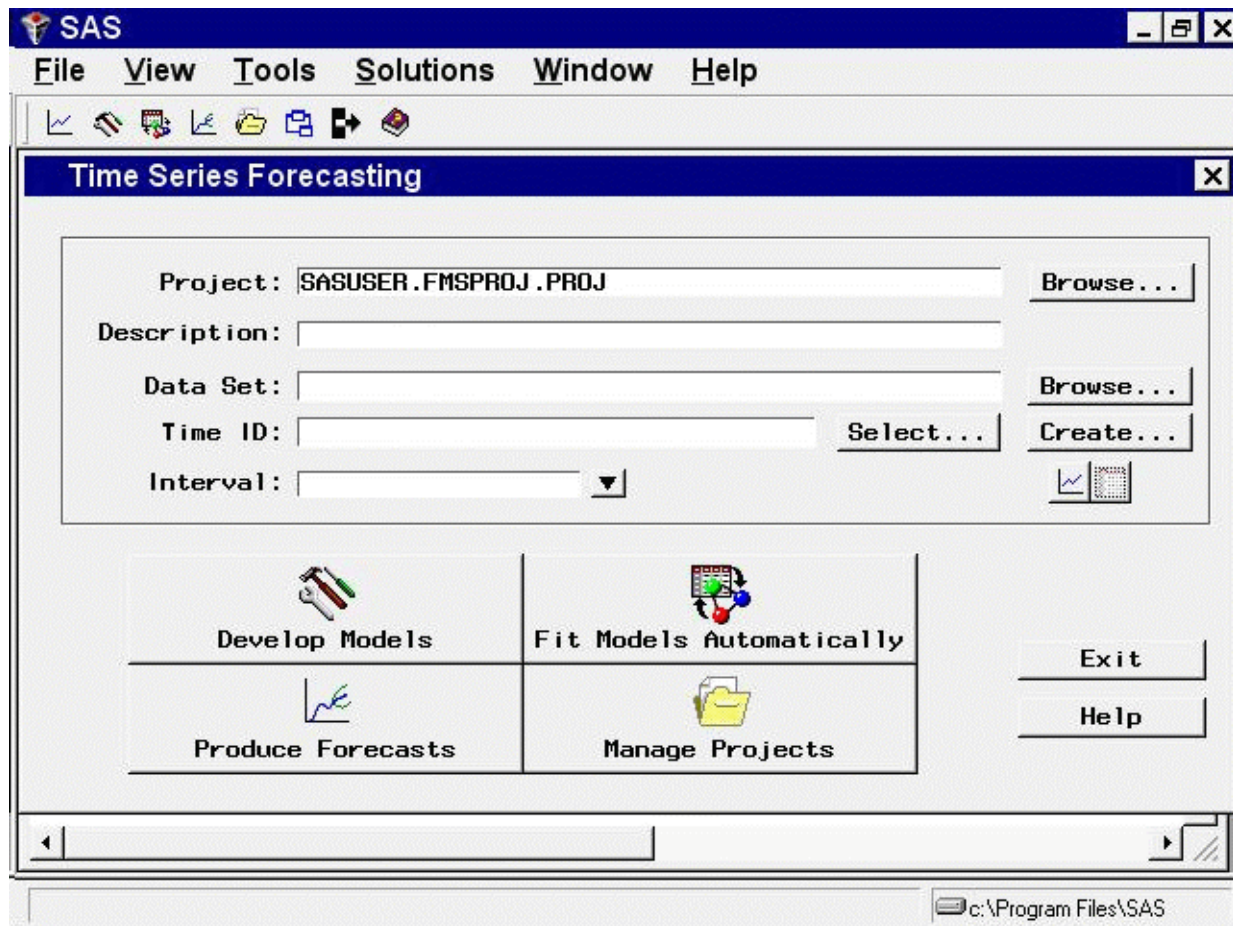 SAS
File View Tools Solutions Window Help
Time Series Forecasting
Project: SASUSER.FMSPROJ.PROJ Browse...
Description:
Data Set: Browse...
Time ID: Select... Create...
Interval:
Develop Models Fit Models Automatically
Exit
Help
Produce Forecasts Manage Projects
c:\Program Files\SAS